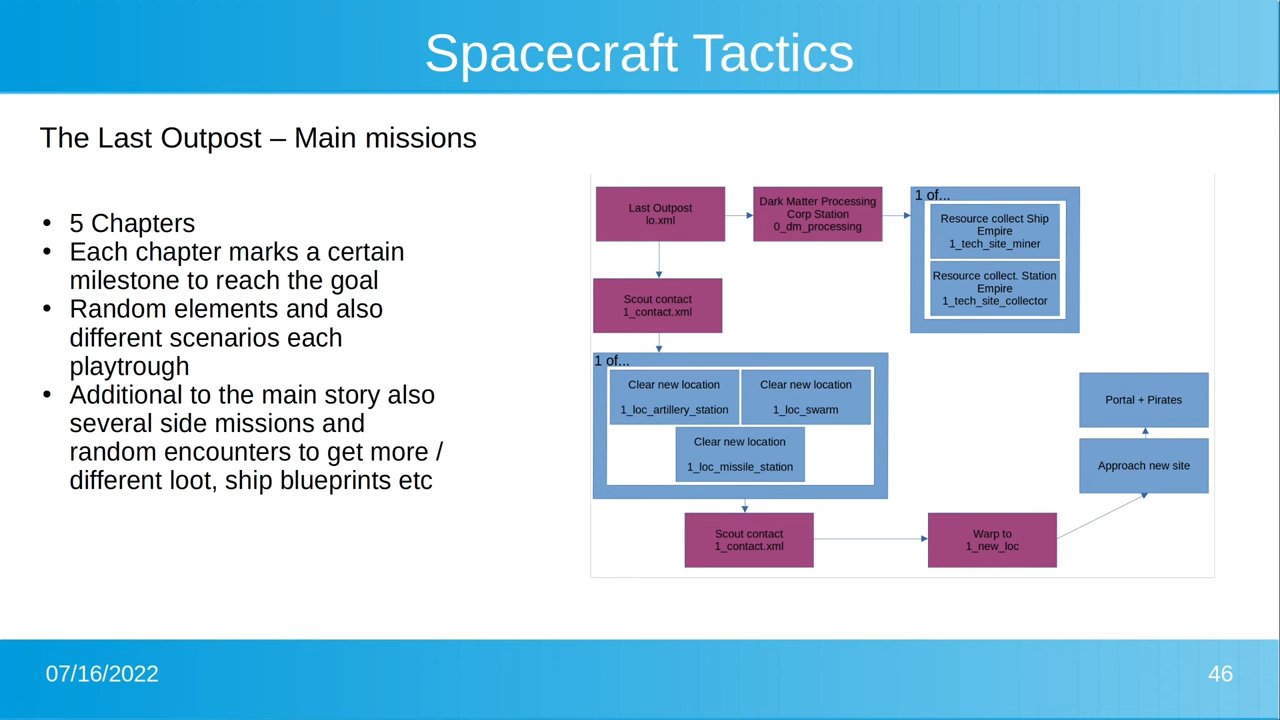 Spacecraft Tactics
The Last Outpost – Main missions
• 5 Chapters
• Each chapter marks a certain
milestone to reach the goal
• Random elements and also
different scenarios each
playtrough
• Additional to the main story also
several side missions and
random encounters to get more /
different loot, ship blueprints etc
Last Outpost
lo.xml
Dark Matter Processing
Corp Station
0_dm_processing
1 of...
Resource collect Ship
Empire
1_tech_site_miner
Resource collect. Station
Empire
1_tech_site_collector
Scout contact
1_contact.xml
1 of...
Clear new location
1_loc_artillery_station
Clear new location
1_loc_swarm
Clear new location
1_loc_missile_station
Portal + Pirates
Approach new site
Scout contact
1_contact.xml
Warp to
1_new_loc
07/16/2022
46